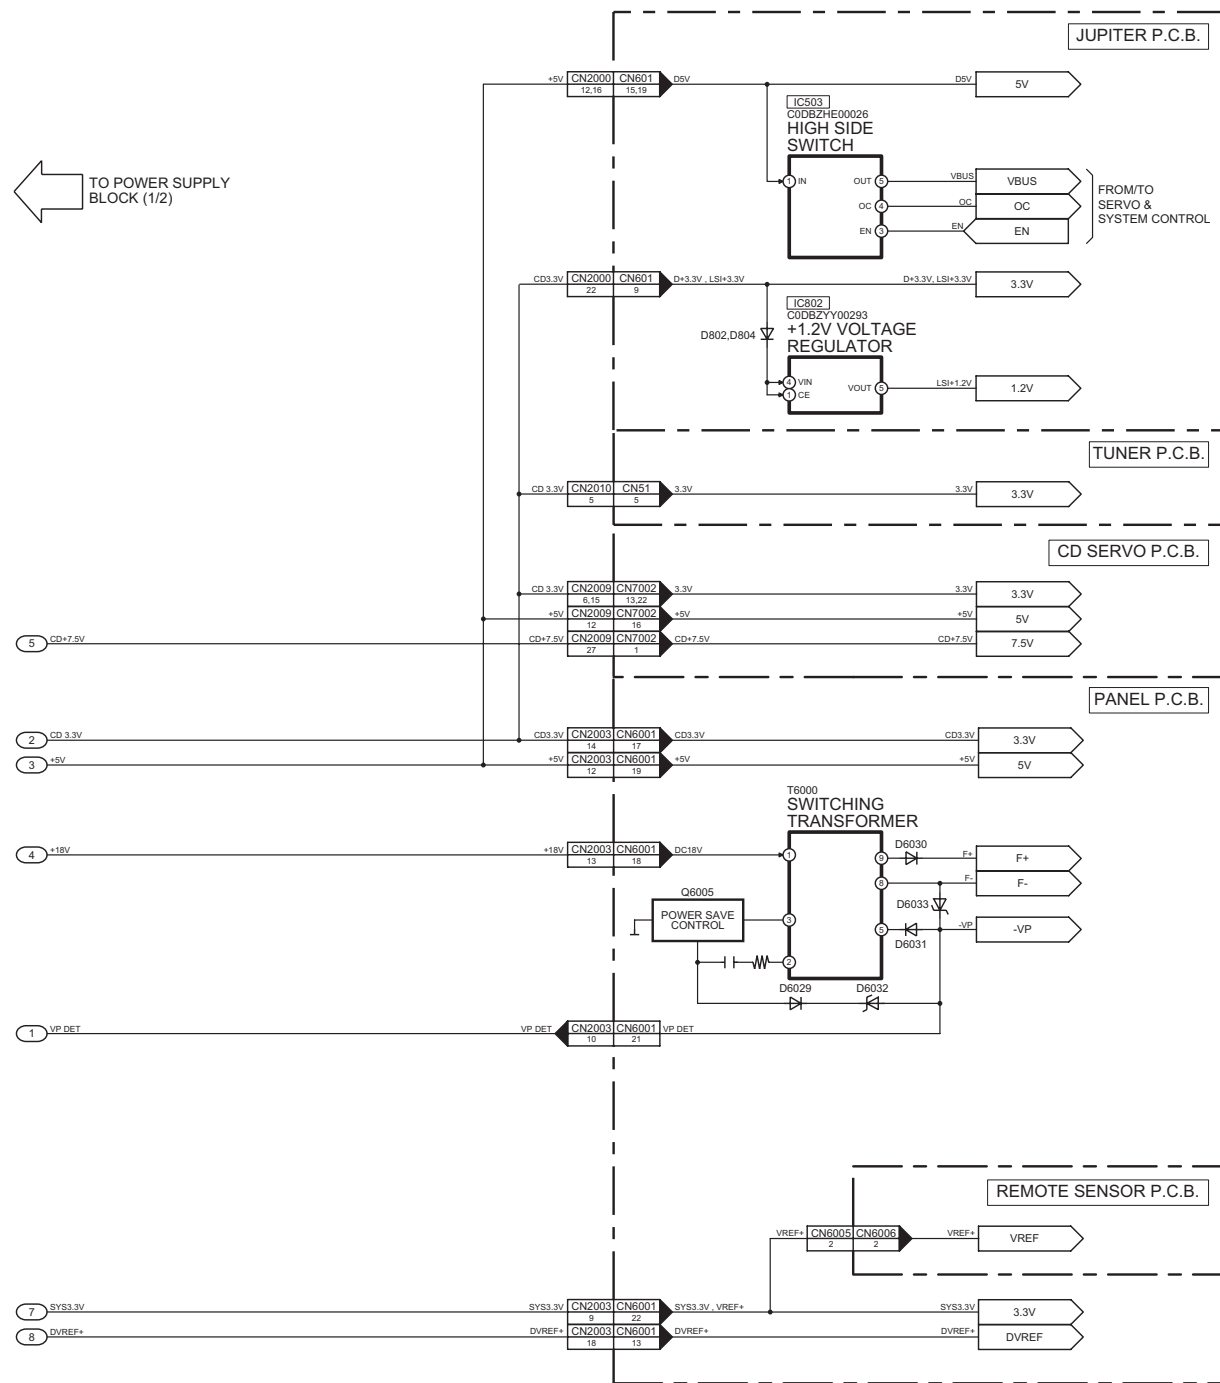 JUPITER P.C.B.
+5V CN2000 CN601 D5V D5V 5V
12,16 15,19
IC503
C0DBZHE00026
HIGH SIDE
SWITCH
TO POWER SUPPLY
BLOCK (1/2)
1 IN OUT 5 VBUS VBUS
OC 4 OC OC
EN 3 EN EN
FROM/TO
SERVO &
SYSTEM CONTROL
CD3.3V CN2000 CN601 D+3.3V , LSI+3.3V D+3.3V, LSI+3.3V 3.3V
22 9
IC802
C0DBZYY00293
+1.2V VOLTAGE
REGULATOR
D802,D804
4 VIN
1 CE
VOUT 5 LSI+1.2V 1.2V
TUNER P.C.B.
CD 3.3V CN2010 CN51 3.3V 3.3V 3.3V
5 5
CD SERVO P.C.B.
CD 3.3V CN2009 CN7002 3.3V 3.3V 3.3V
6,15 13,22
+5V CN2009 CN7002 +5V +5V 5V
12 16
5 CD+7.5V CD+7.5V CN2009 CN7002 CD+7.5V CD+7.5V 7.5V
27 1
PANEL P.C.B.
2 CD 3.3V CD3.3V CN2003 CN6001 CD3.3V CD3.3V 3.3V
14 17
3 +5V +5V CN2003 CN6001 +5V +5V 5V
12 19
T6000
SWITCHING
TRANSFORMER
4 +18V +18V CN2003 CN6001 DC18V 1
13 18
D6030
9 F+ F+
8 F- F-
D6033
Q6005
POWER SAVE
CONTROL
3
5 -VP -VP
D6031
2
D6029 D6032
1 VP DET VP DET CN2003 CN6001 VP DET
10 21
REMOTE SENSOR P.C.B.
VREF+ CN6005 CN6006 VREF+ VREF
2 2
7 SYS3.3V SYS3.3V CN2003 CN6001 SYS3.3V , VREF+ SYS3.3V 3.3V
9 22
8 DVREF+ DVREF+ CN2003 CN6001 DVREF+ DVREF+ DVREF
18 13